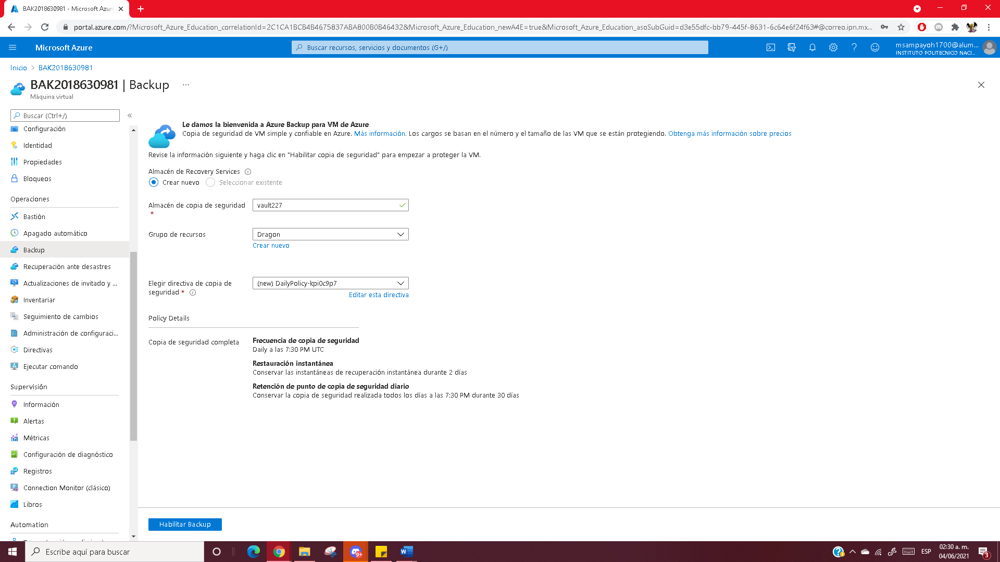 BAK2018630981 - Microsoft Azure
portal.azure.com/?Microsoft_Azure_Education_correlationId=2C1CA1BCB4B4675837ABA800B0B46432&Microsoft_Azure_Education_newA4E=true&Microsoft_Azure_Education_asoSubGuid=d3e55dfc-bb79-445f-8631-6c64e6f24f63#@correo.ipn.mx...
Microsoft Azure
Buscar recursos, servicios y documentos (G+/)
msampayoh1700@alum...
INSTITUTO POLITECNICO NACI...
Inicio > BAK2018630981
BAK2018630981 | Backup ...
Máquina virtual
Buscar (Ctrl+/)
Configuración
Identidad
Propiedades
Bloqueos
Operaciones
Bastión
Apagado automático
Backup
Recuperación ante desastres
Actualizaciones de invitado y ...
Inventariar
Seguimiento de cambios
Administración de configuraci...
Directivas
Ejecutar comando
Supervisión
Información
Alertas
Métricas
Configuración de diagnóstico
Registros
Connection Monitor (clásico)
Libros
Automation
Le damos la bienvenida a Azure Backup para VM de Azure
Copia de seguridad de VM simple y confiable en Azure. Más información. Los cargos se basan en el número y el tamaño de las VM que se están protegiendo. Obtenga más información sobre precios
Revise la información siguiente y haga clic en "Habilitar copia de seguridad" para empezar a proteger la VM.
Almacén de Recovery Services
Crear nuevo Seleccionar existente
Almacén de copia de seguridad * vault227
Grupo de recursos Dragon
Crear nuevo
Elegir directiva de copia de seguridad * (new) DailyPolicy-kpi0c9p7
Editar esta directiva
Policy Details
Copia de seguridad completa
Frecuencia de copia de seguridad
Daily a las 7:30 PM UTC
Restauración instantánea
Conservar las instantáneas de recuperación instantánea durante 2 días
Retención de punto de copia de seguridad diario
Conservar la copia de seguridad realizada todos los días a las 7:30 PM durante 30 días
Habilitar Backup
Escribe aquí para buscar
9+
ESP
02:30 a. m.
04/06/2021
3